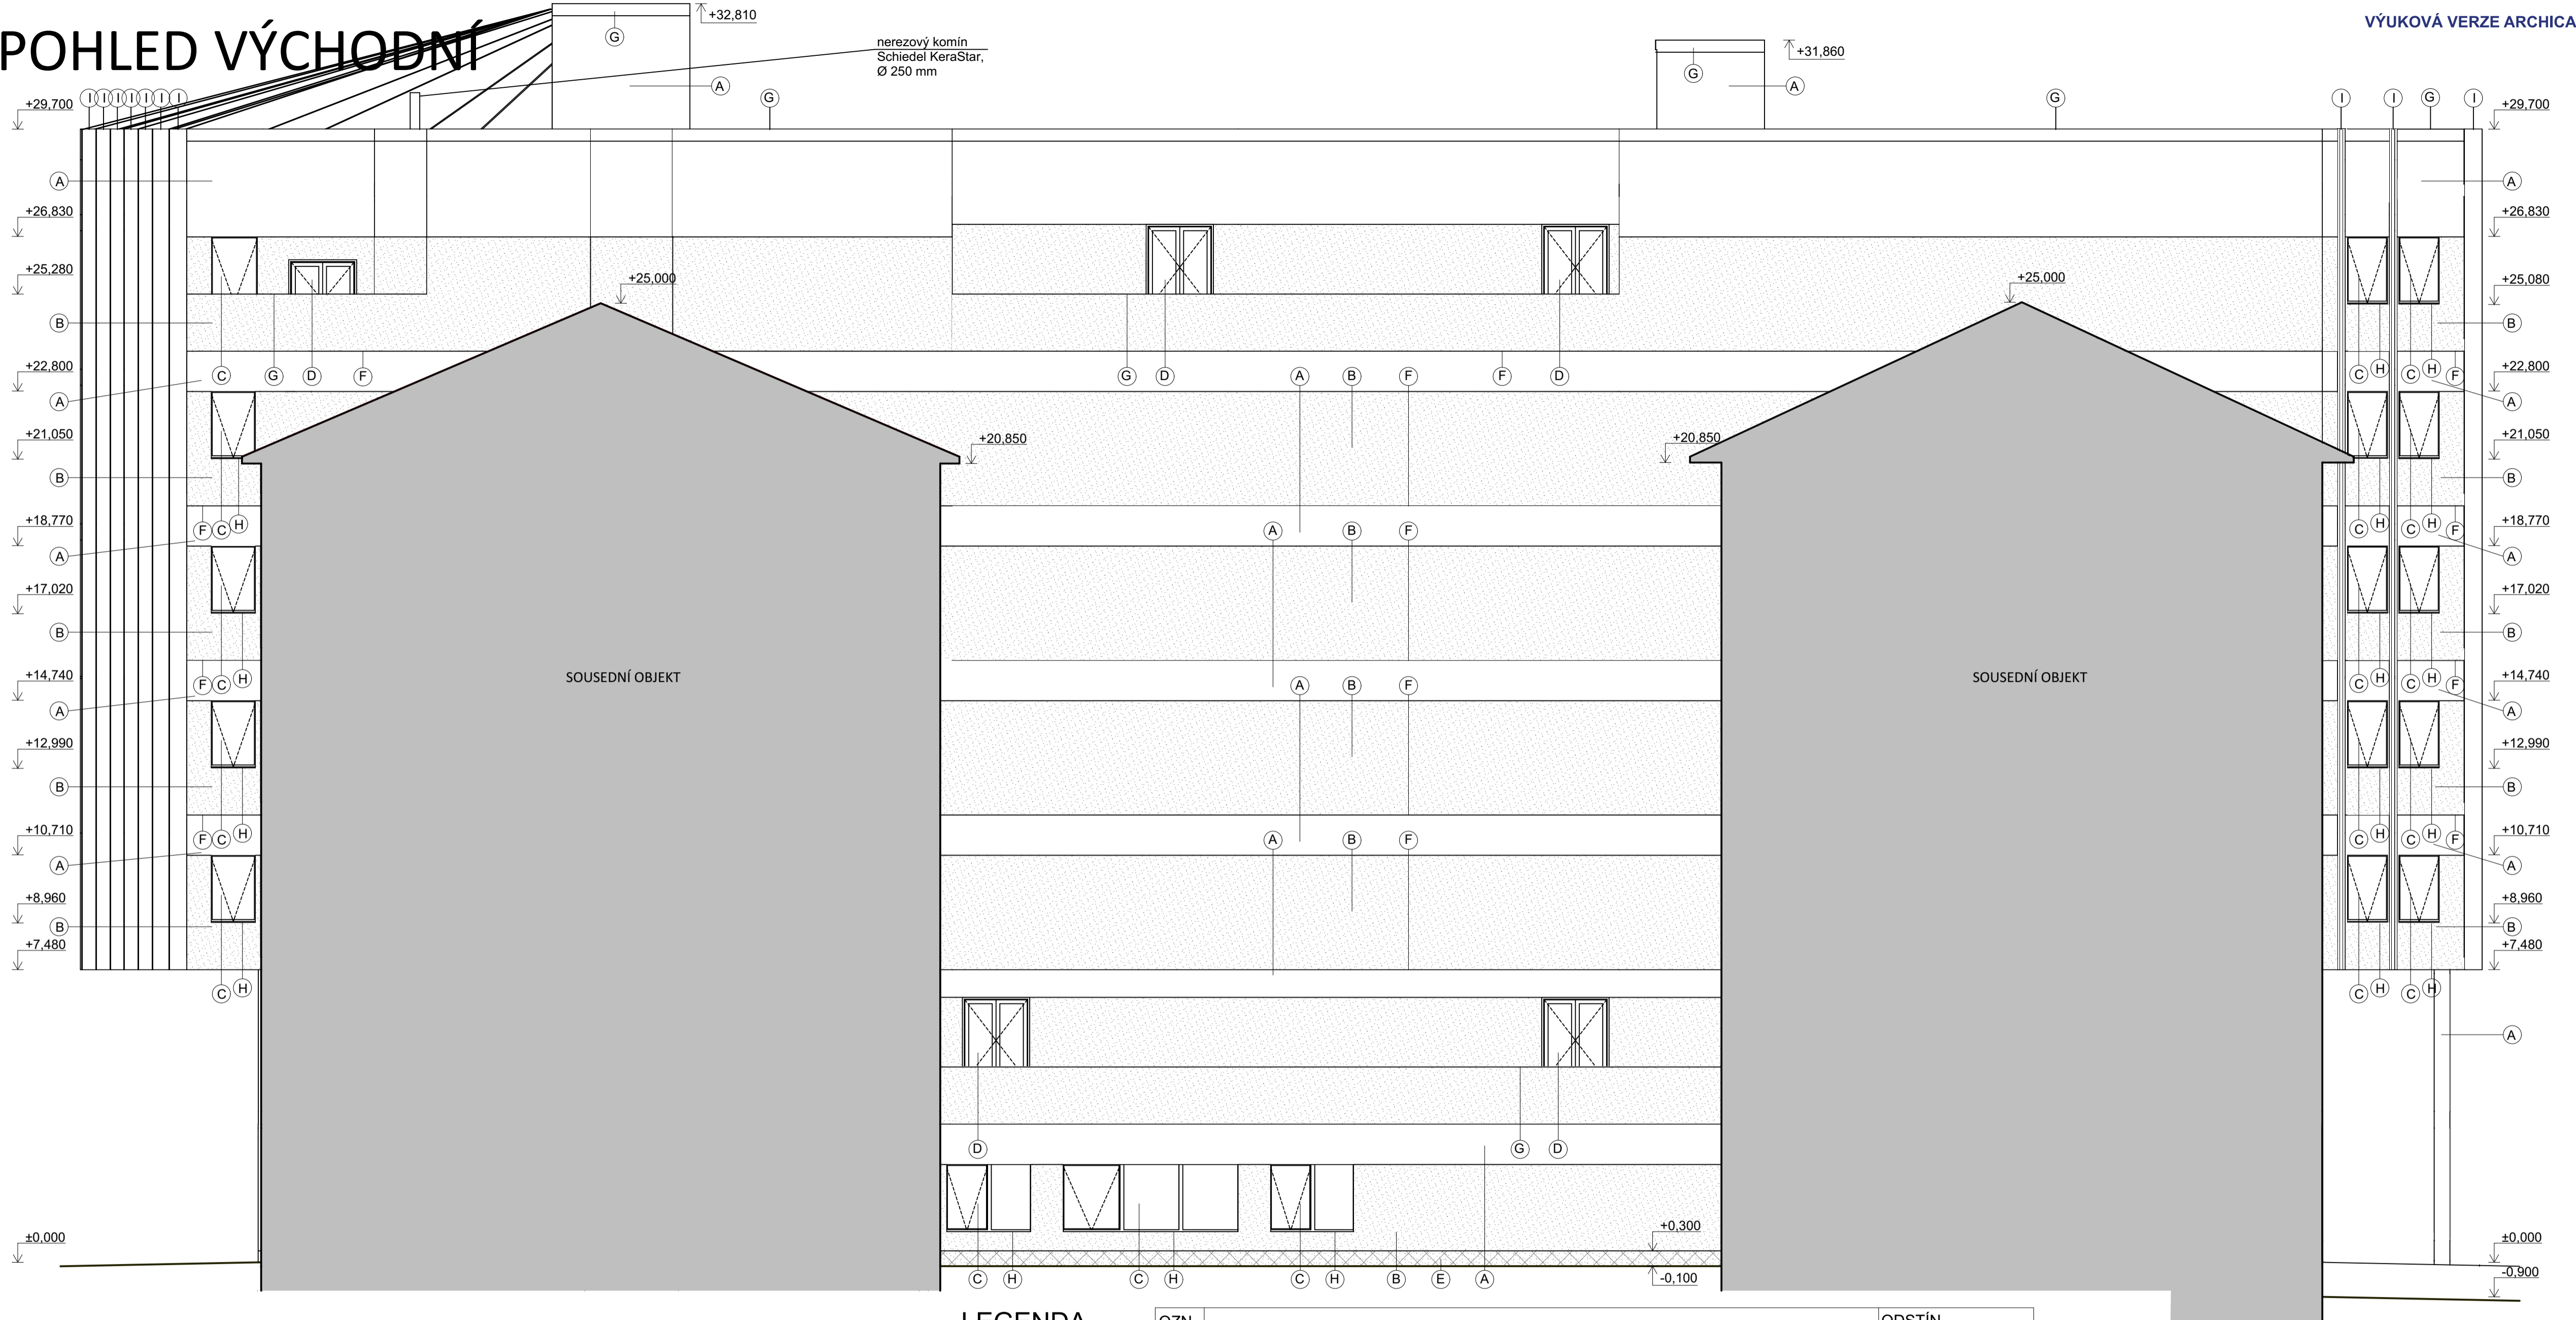 POHLED VÝCHODNÍ
VÝUKOVÁ VERZE ARCHICA
+32,810
G
nerezový komín
Schiedel KeraStar,
Ø 250 mm
A
+31,860
G
A
+29,700
I I I I I I I
G
G
I I G I
+29,700
A
A
+26,830
+26,830
+25,280
+25,000
+25,000
+25,080
B
B
+22,800
C G D F
G D A B F F D
C H C H F
+22,800
A
A
+21,050
+20,850
+20,850
+21,050
B
B
+18,770
F C H
A B F
C H C H F
+18,770
A
A
+17,020
+17,020
B
B
SOUSEDNÍ OBJEKT
SOUSEDNÍ OBJEKT
+14,740
F C H
A B F
C H C H F
+14,740
A
A
+12,990
+12,990
B
B
+10,710
F C H
A B F
C H C H F
+10,710
A
A
+8,960
+8,960
B
B
+7,480
+7,480
C H
C H C H
A
D
G D
±0,000
+0,300
±0,000
C H C H C H B E A
-0,100
-0,900
LEGENDA
OZN.
ODSTÍN